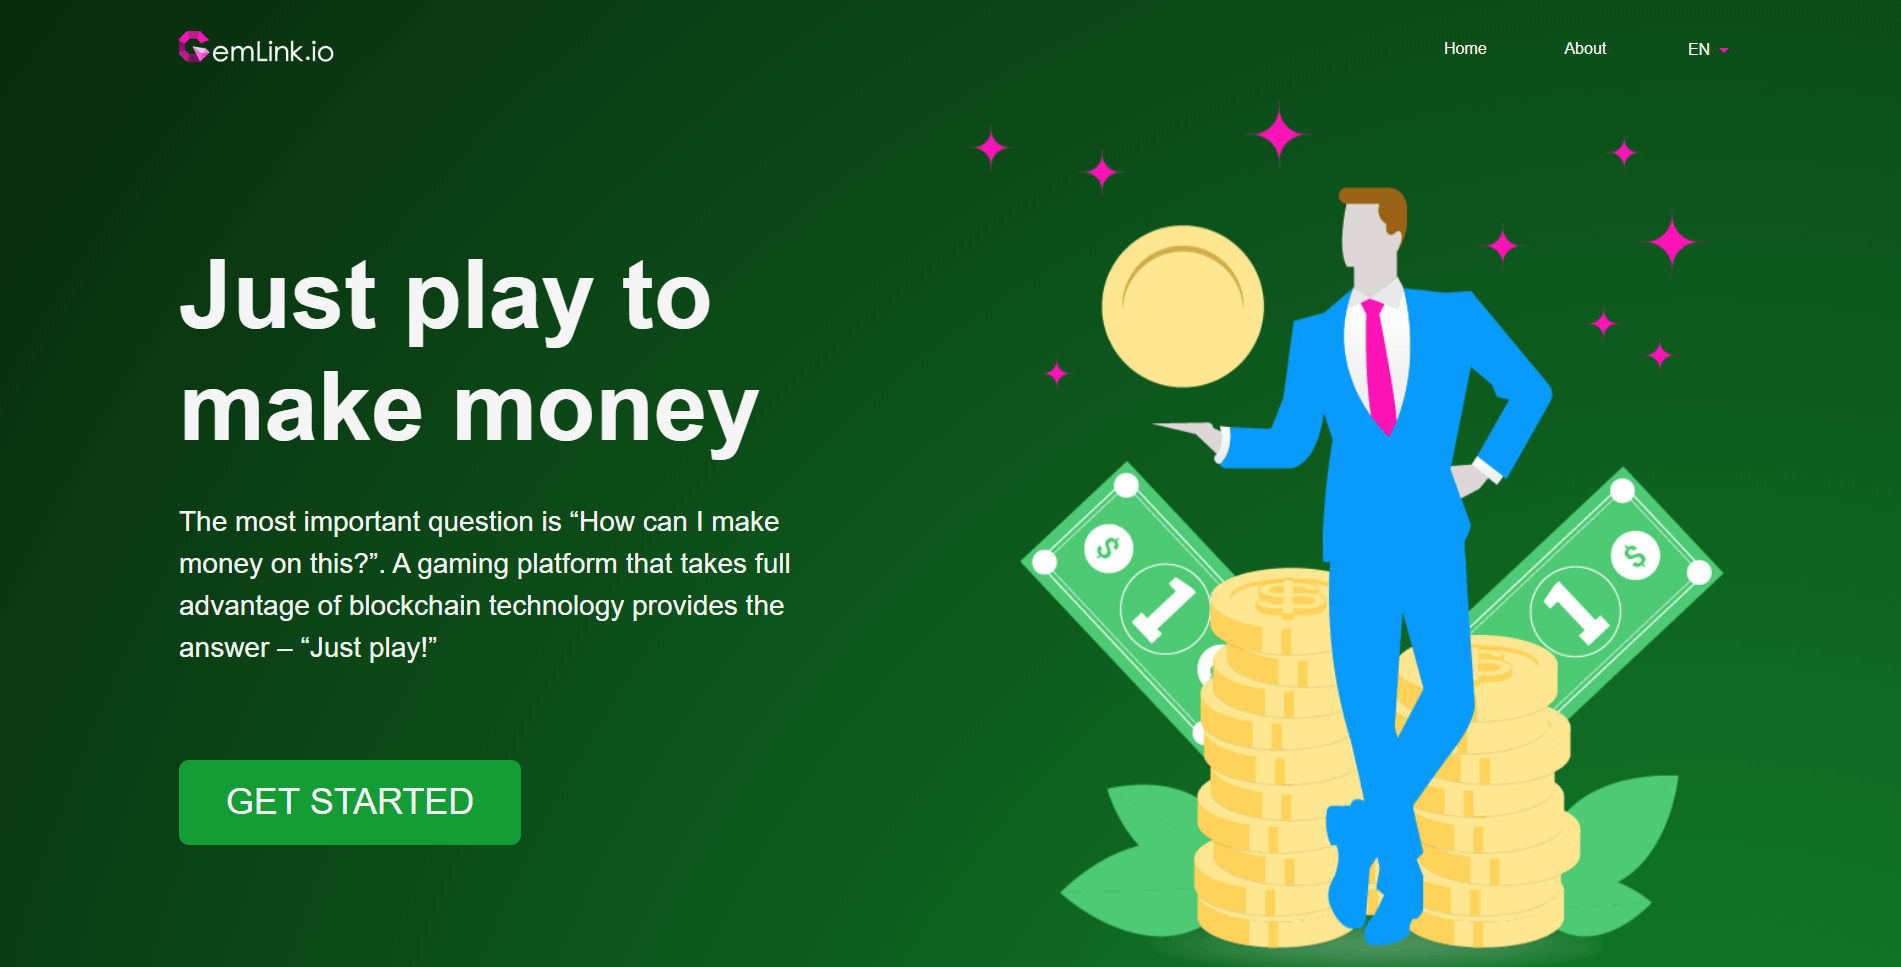 GemLink.io
Home
About
EN
Just play to
make money
The most important question is “How can I make
money on this?”. A gaming platform that takes full
advantage of blockchain technology provides the
answer – “Just play!”
GET STARTED
$
1
$
1
$
$